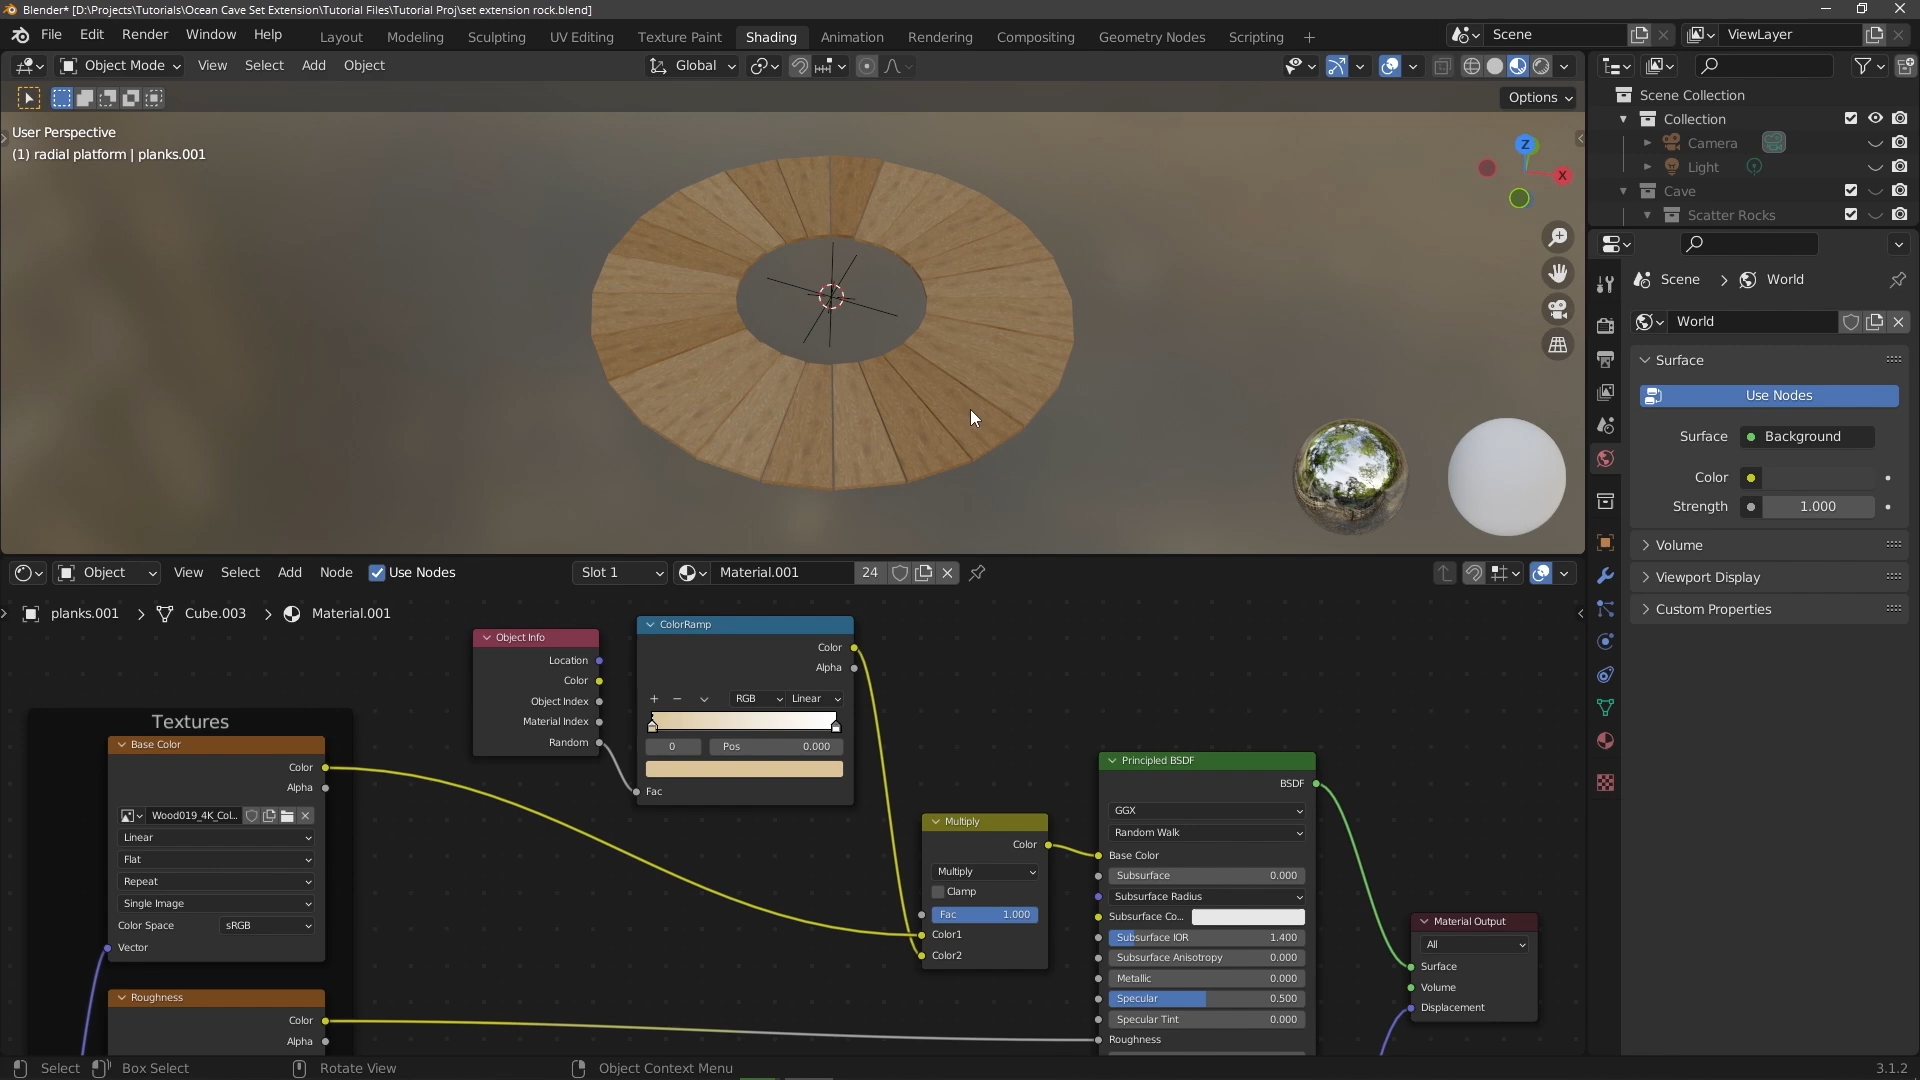 Blender* [D:\Projects\Tutorials\Ocean Cave Set Extension\Tutorial Files\Tutorial Proj\set extension rock.blend]
File Edit Render Window Help Layout Modeling Sculpting UV Editing Texture Paint Shading Animation Rendering Compositing Geometry Nodes Scripting + Scene ViewLayer
Object Mode View Select Add Object Global
Options
User Perspective
(1) radial platform | planks.001
Z
X
Scene Collection
Collection
Camera
Light
Cave
Scatter Rocks
Scene > World
World
Surface
Use Nodes
Surface Background
Color
Strength 1.000
Volume
Viewport Display
Custom Properties
Object View Select Add Node Use Nodes Slot 1 Material.001 24
planks.001 > Cube.003 > Material.001
Object Info
Location
Color
Object Index
Material Index
Random
ColorRamp
Color
Alpha
+ − RGB Linear
0 Pos 0.000
Fac
Textures
Base Color
Color
Alpha
Wood019_4K_Col...
Linear
Flat
Repeat
Single Image
Color Space sRGB
Vector
Roughness
Color
Alpha
Multiply
Color
Multiply
Clamp
Fac 1.000
Color1
Color2
Principled BSDF
BSDF
GGX
Random Walk
Base Color
Subsurface 0.000
Subsurface Radius
Subsurface Co...
Subsurface IOR 1.400
Subsurface Anisotropy 0.000
Metallic 0.000
Specular 0.500
Specular Tint 0.000
Roughness
Material Output
All
Surface
Volume
Displacement
Select Box Select Rotate View Object Context Menu 3.1.2